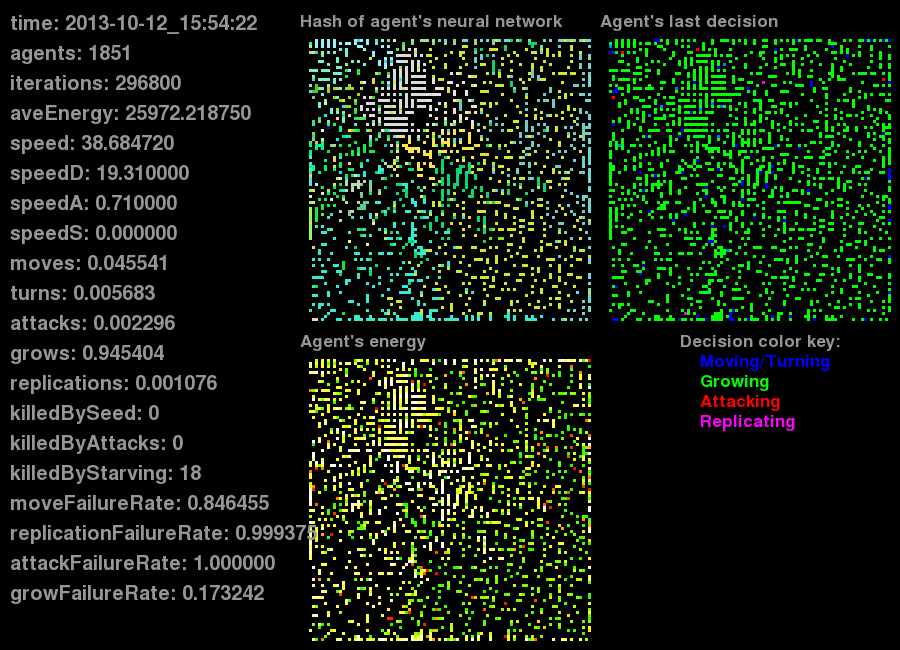 time: 2013-10-12_15:54:22
agents: 1851
iterations: 296800
aveEnergy: 25972.218750
speed: 38.684720
speedD: 19.310000
speedA: 0.710000
speedS: 0.000000
moves: 0.045541
turns: 0.005683
attacks: 0.002296
grows: 0.945404
replications: 0.001076
killedBySeed: 0
killedByAttacks: 0
killedByStarving: 18
moveFailureRate: 0.846455
replicationFailureRate: 0.999375
attackFailureRate: 1.000000
growFailureRate: 0.173242
Hash of agent's neural network
Agent's last decision
Agent's energy
Decision color key:
Moving/Turning
Growing
Attacking
Replicating